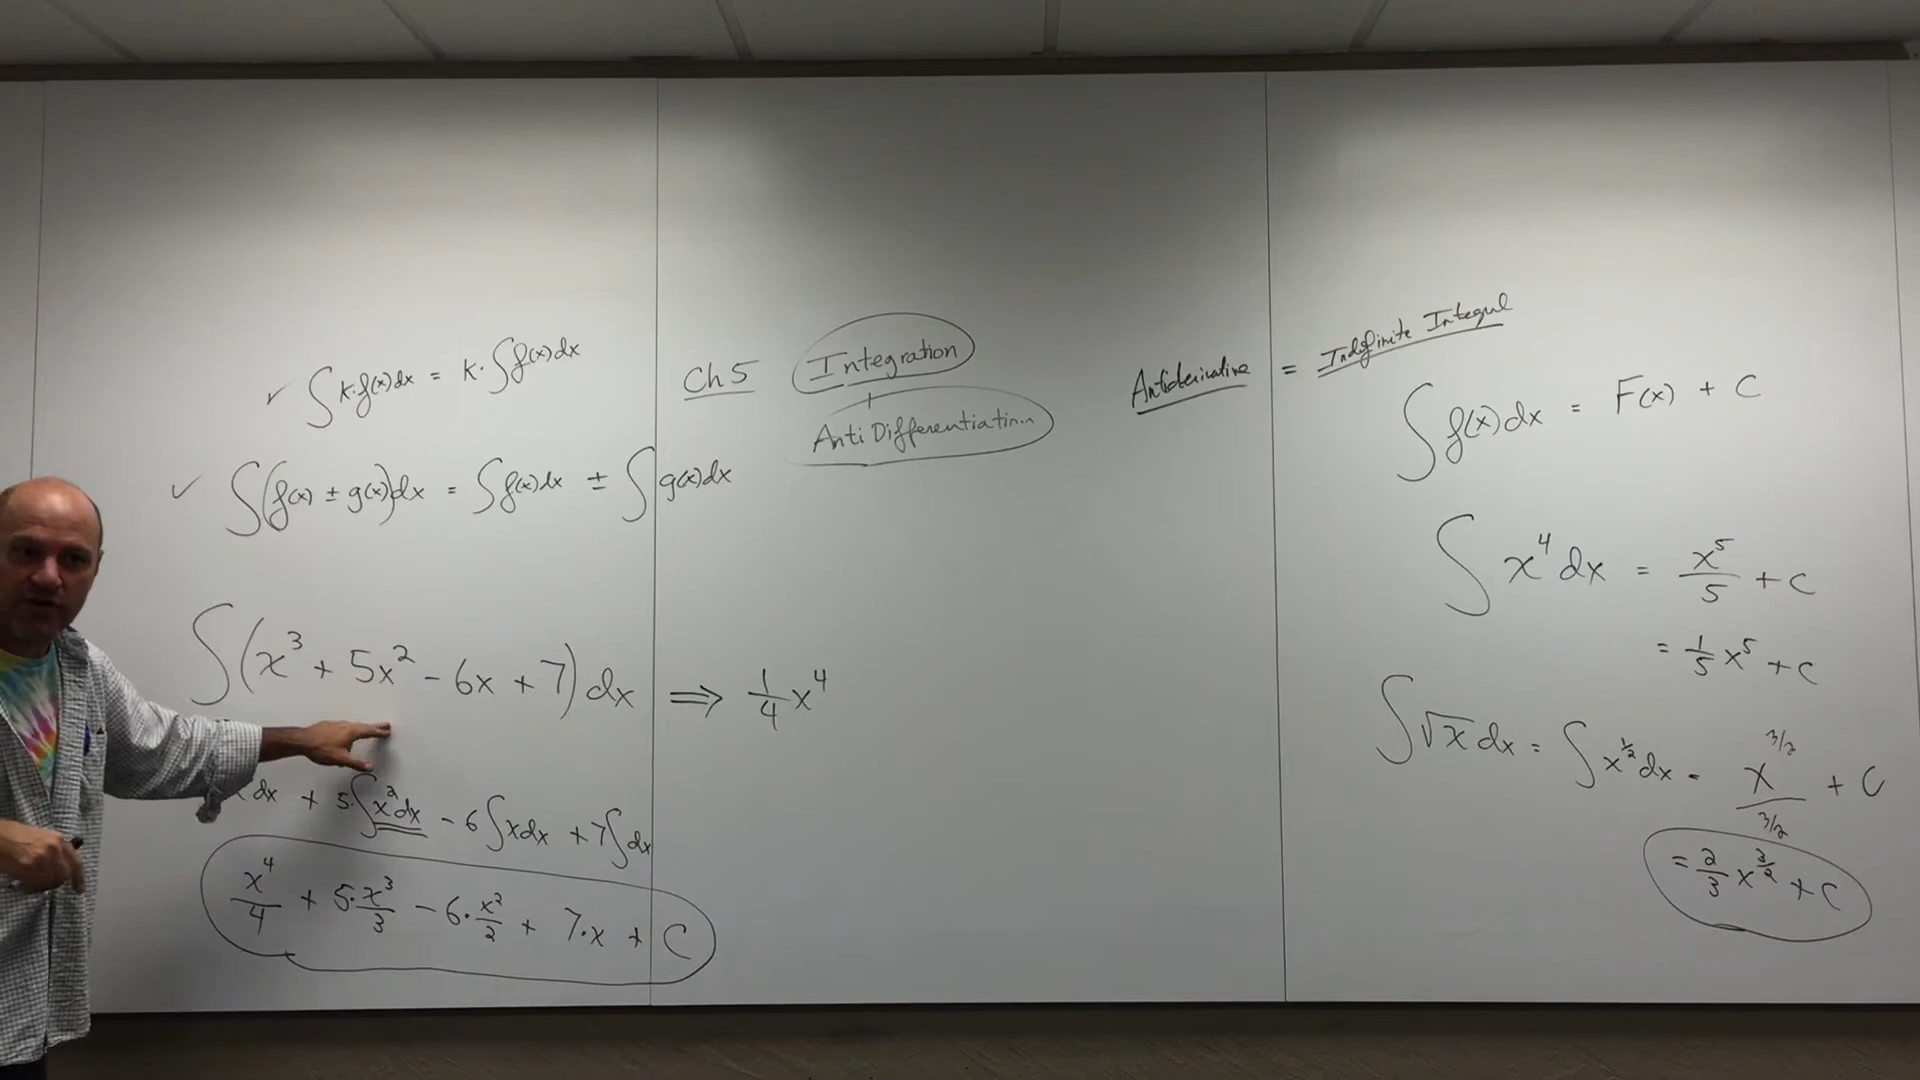 ✓ ∫k·f(x)dx = k·∫f(x)dx
✓ ∫(f(x) ± g(x))dx = ∫f(x)dx ± ∫g(x)dx
∫(x³ + 5x² - 6x + 7)dx ⇒ 1/4 x⁴
dx + 5·∫x²dx - 6∫xdx + 7∫dx
x⁴/4 + 5·x³/3 - 6·x²/2 + 7·x + C
Ch 5 Integration
+
Anti Differentiation
Antiderivative = Indefinite Integral
∫f(x)dx = F(x) + C
∫x⁴dx = x⁵/5 + C
= 1/5 x⁵ + C
∫√x dx = ∫x^(1/2)dx = x^(3/2)/(3/2) + C
= 2/3 x^(3/2) + C